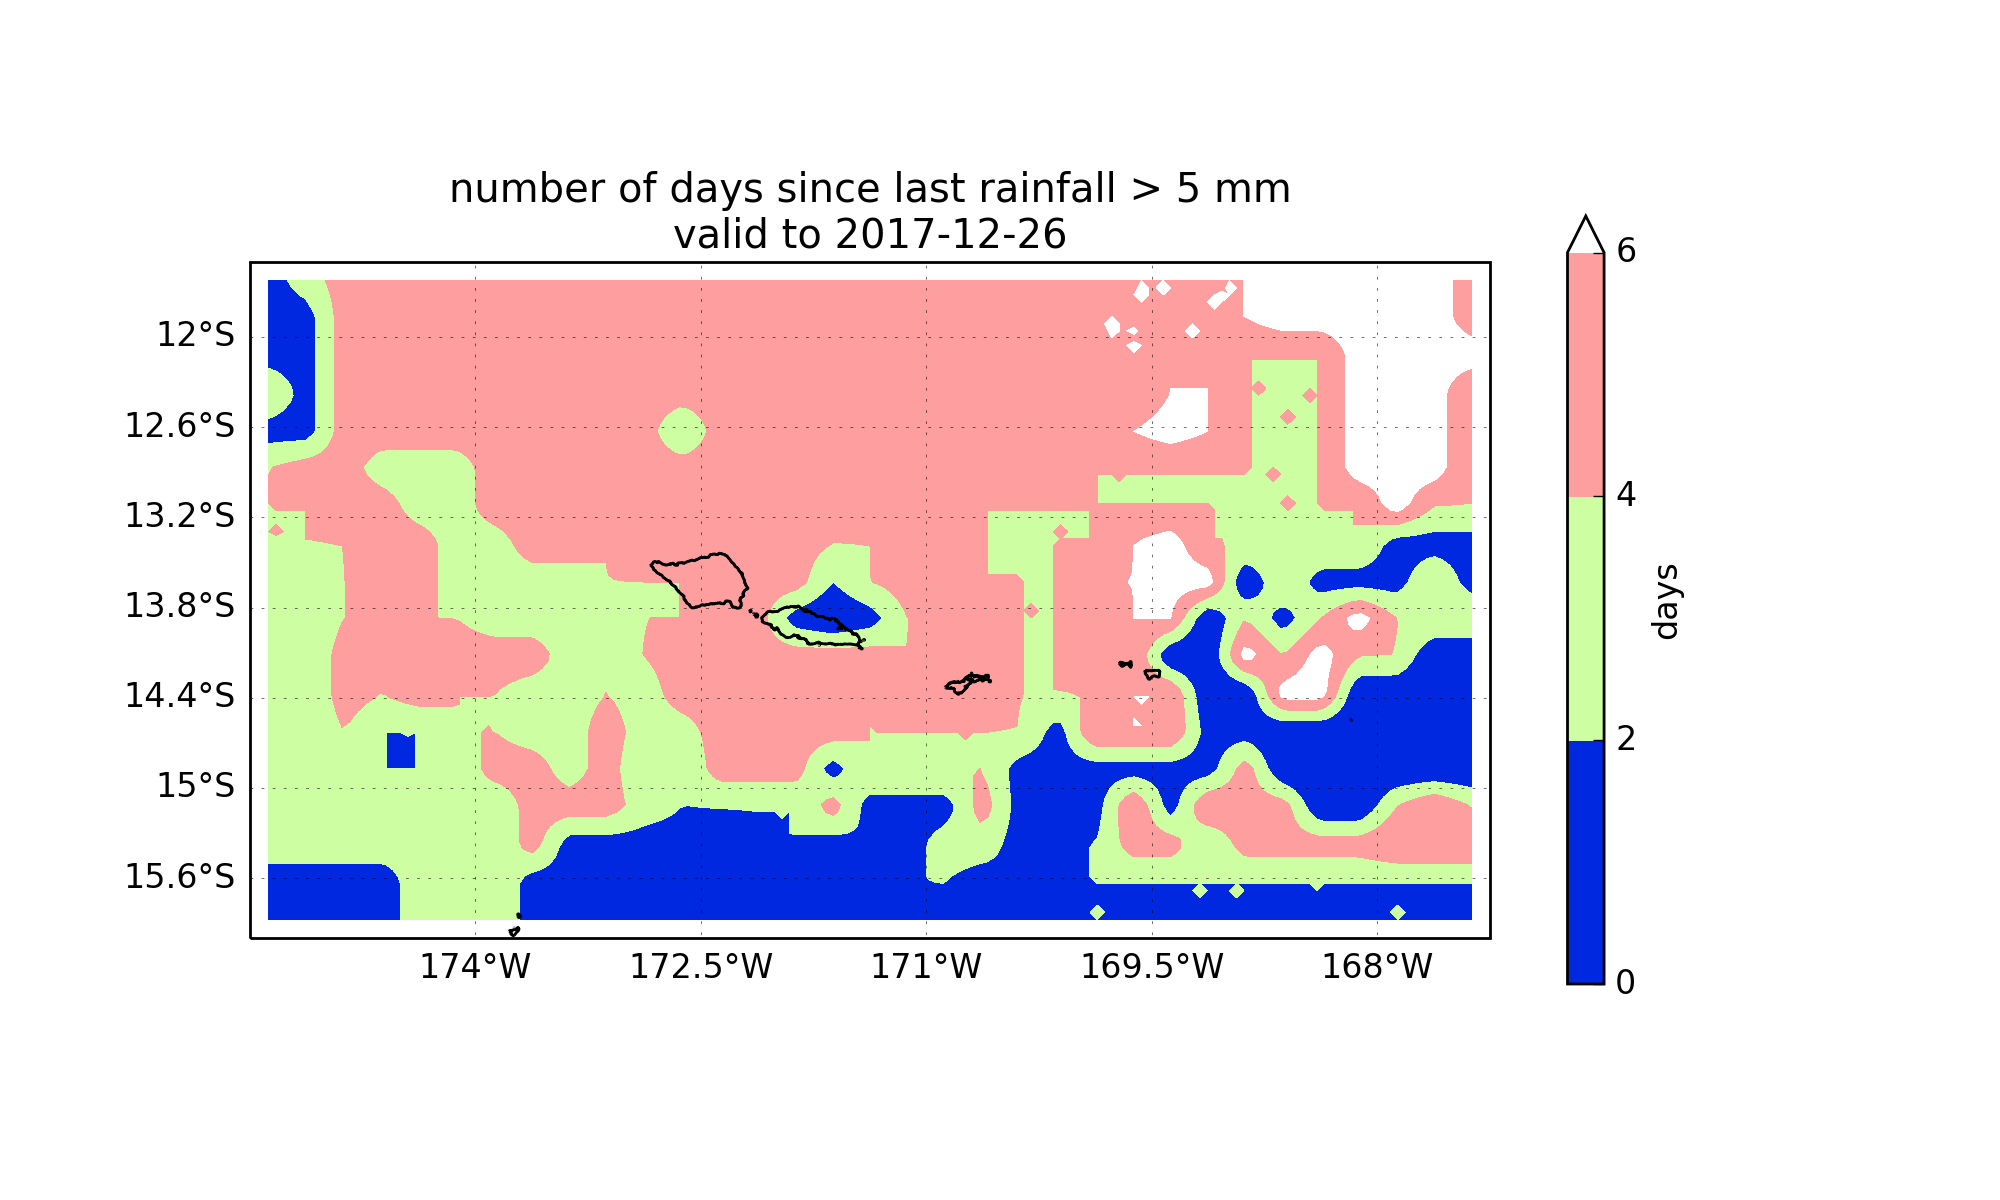 number of days since last rainfall > 5 mm
valid to 2017-12-26
12°S
12.6°S
13.2°S
13.8°S
14.4°S
15°S
15.6°S
174°W 172.5°W 171°W 169.5°W 168°W
6
4
2
0
days